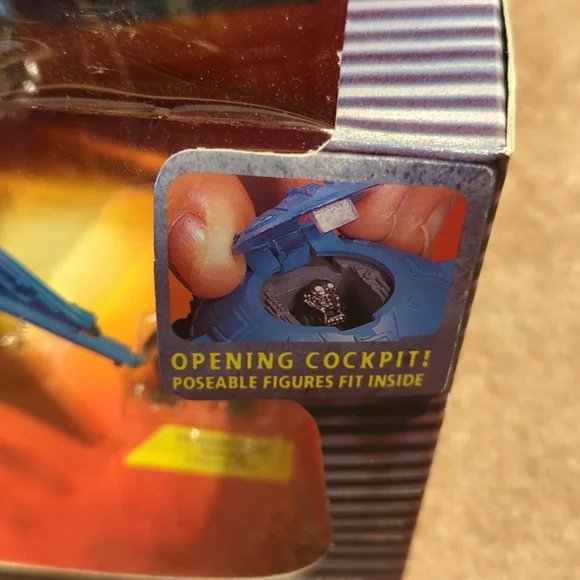 OPENING COCKPIT!
POSEABLE FIGURES FIT INSIDE